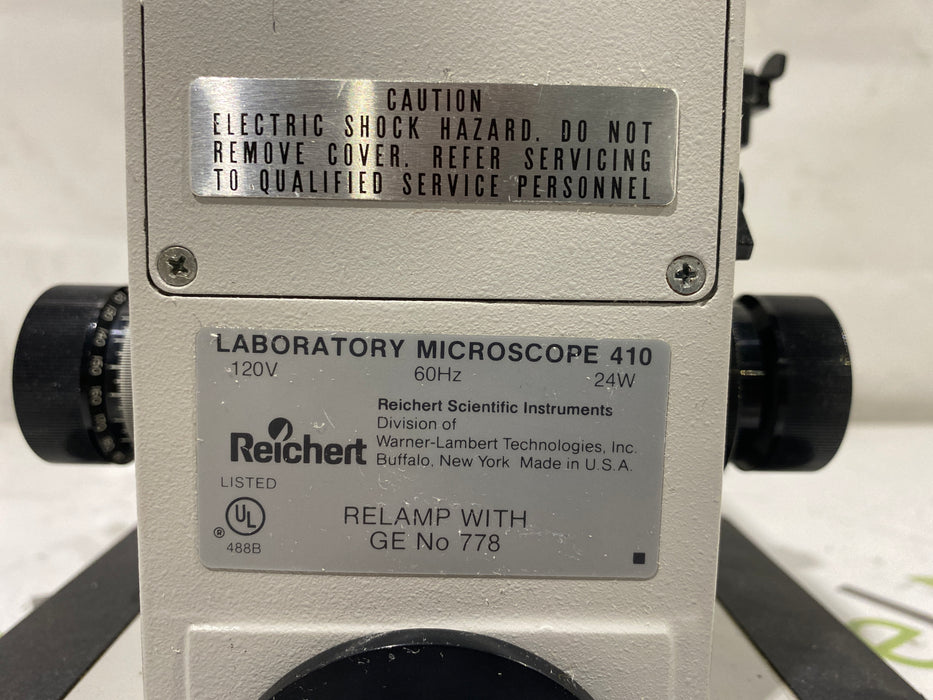 CAUTION
ELECTRIC SHOCK HAZARD. DO NOT
REMOVE COVER. REFER SERVICING
TO QUALIFIED SERVICE PERSONNEL
LABORATORY MICROSCOPE 410
120V 60Hz 24W
Reichert Scientific Instruments
Division of
Warner-Lambert Technologies, Inc.
Buffalo, New York Made in U.S.A.
Reichert
LISTED
UL
®
488B
RELAMP WITH
GE No 778